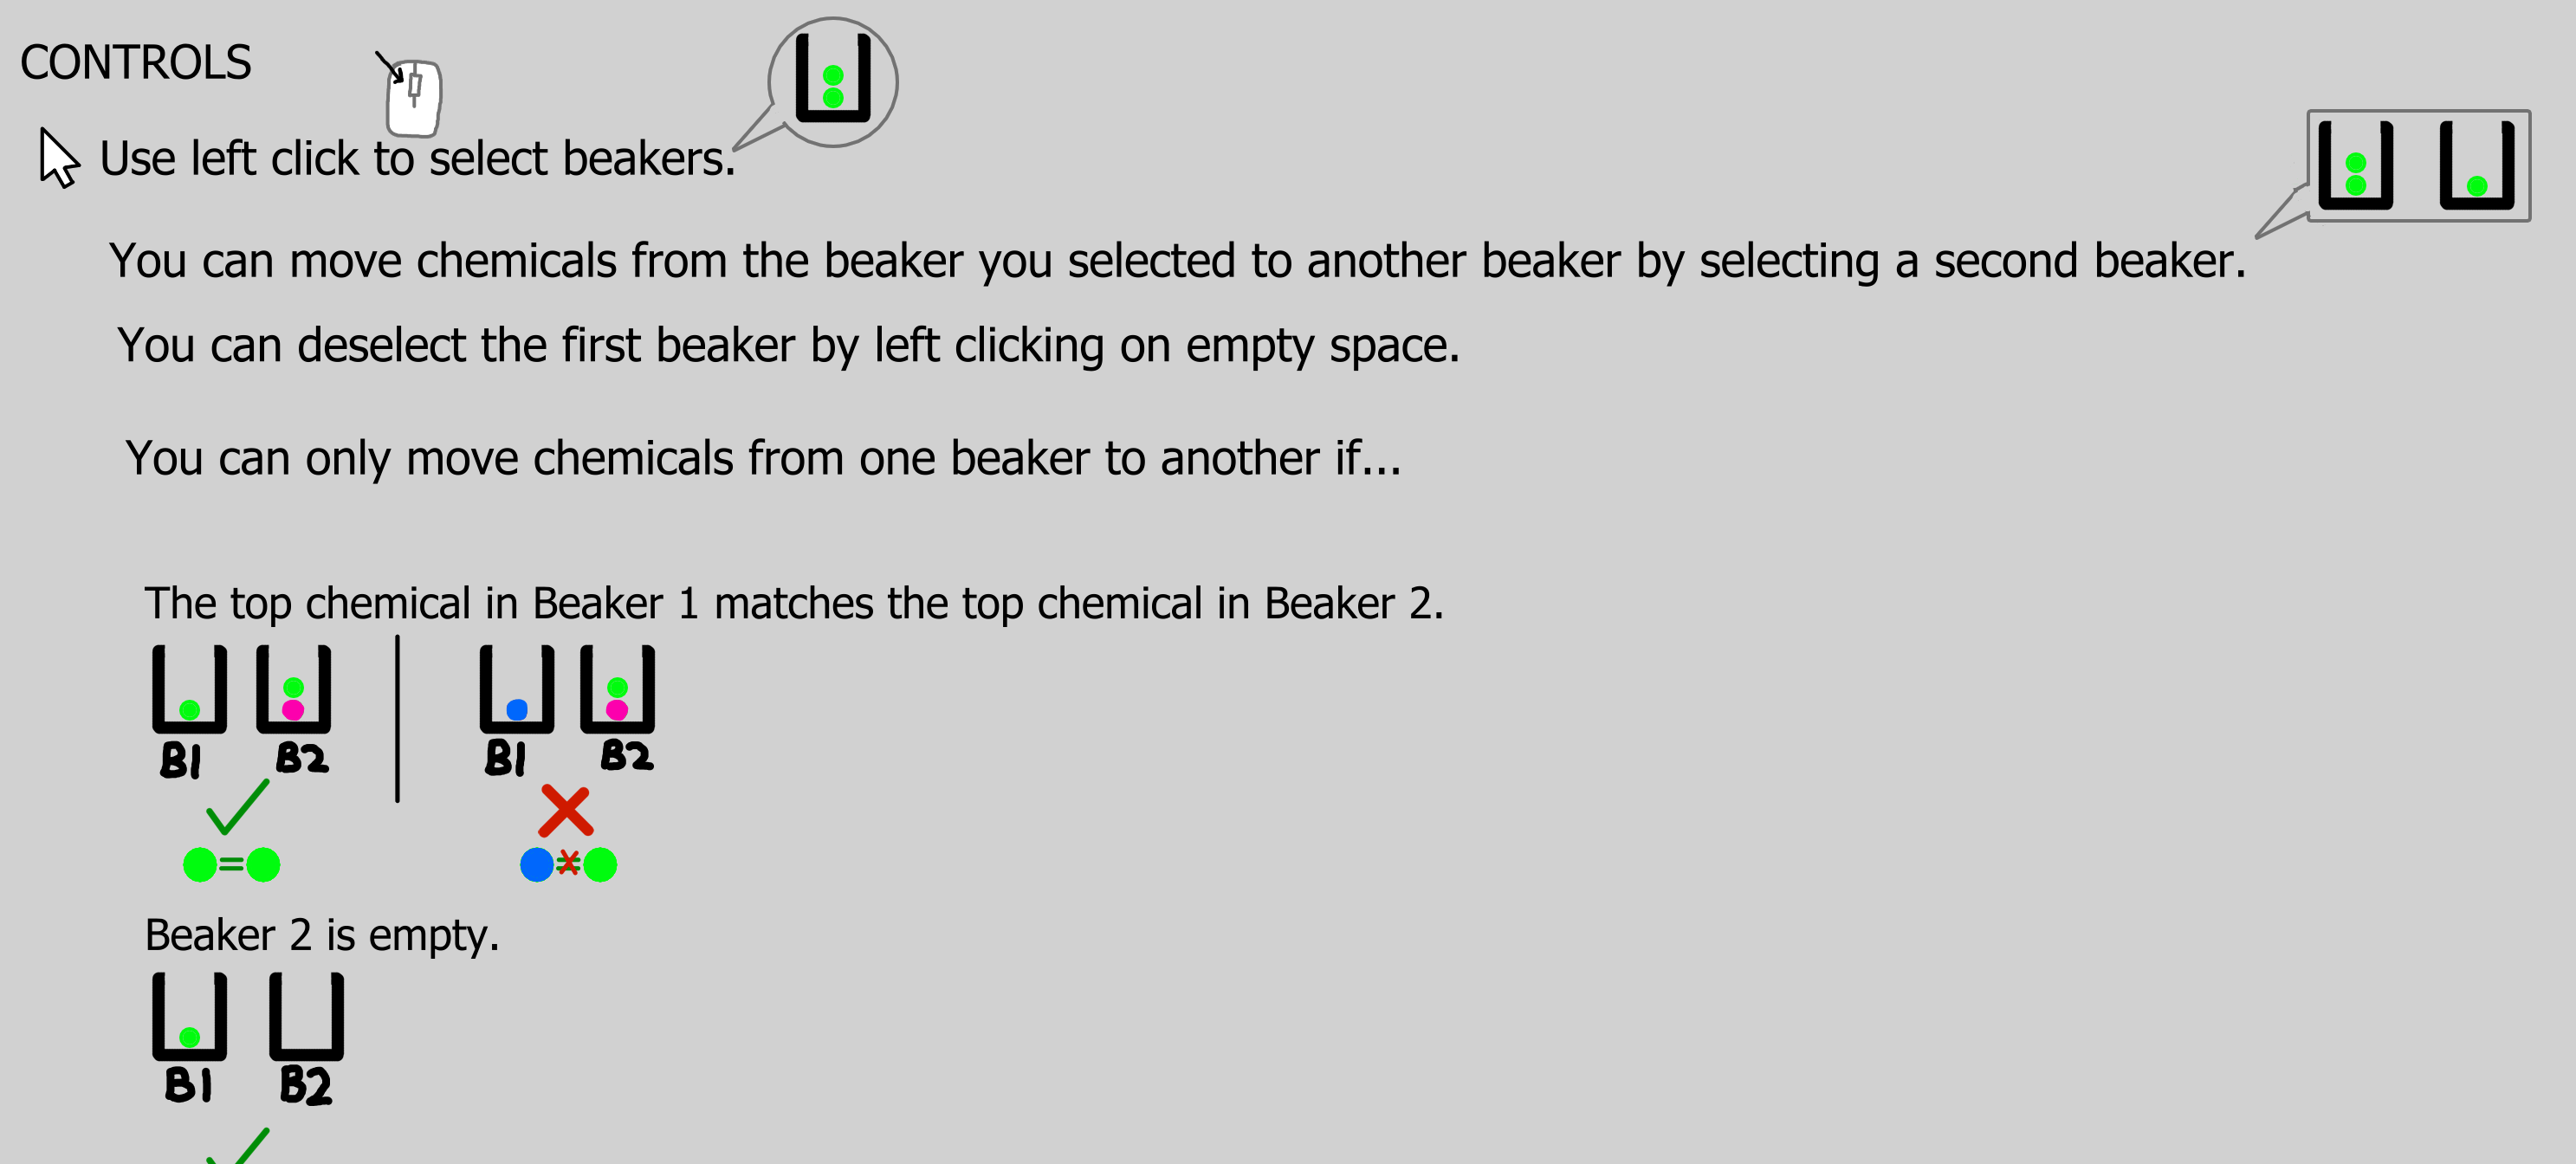 CONTROLS
Use left click to select beakers.
You can move chemicals from the beaker you selected to another beaker by selecting a second beaker.
You can deselect the first beaker by left clicking on empty space.
You can only move chemicals from one beaker to another if...
The top chemical in Beaker 1 matches the top chemical in Beaker 2.
B1 B2 B1 B2
= =
Beaker 2 is empty.
B1 B2